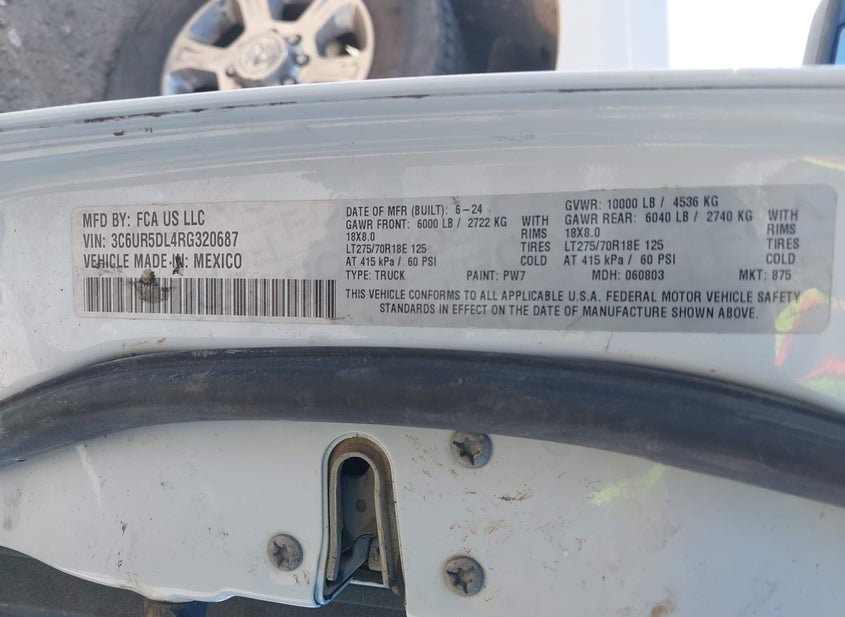 MFD BY: FCA US LLC
VIN: 3C6UR5DL4RG320687
VEHICLE MADE IN: MEXICO
DATE OF MFR (BUILT): 6-24 GVWR: 10000 LB / 4536 KG
GAWR FRONT: 6000 LB / 2722 KG WITH GAWR REAR: 6040 LB / 2740 KG WITH
18X8.0 RIMS 18X8.0 RIMS
LT275/70R18E 125 TIRES LT275/70R18E 125 TIRES
AT 415 kPa / 60 PSI COLD AT 415 kPa / 60 PSI COLD
TYPE: TRUCK PAINT: PW7 MDH: 060803 MKT: 875
THIS VEHICLE CONFORMS TO ALL APPLICABLE U.S.A. FEDERAL MOTOR VEHICLE SAFETY
STANDARDS IN EFFECT ON THE DATE OF MANUFACTURE SHOWN ABOVE.